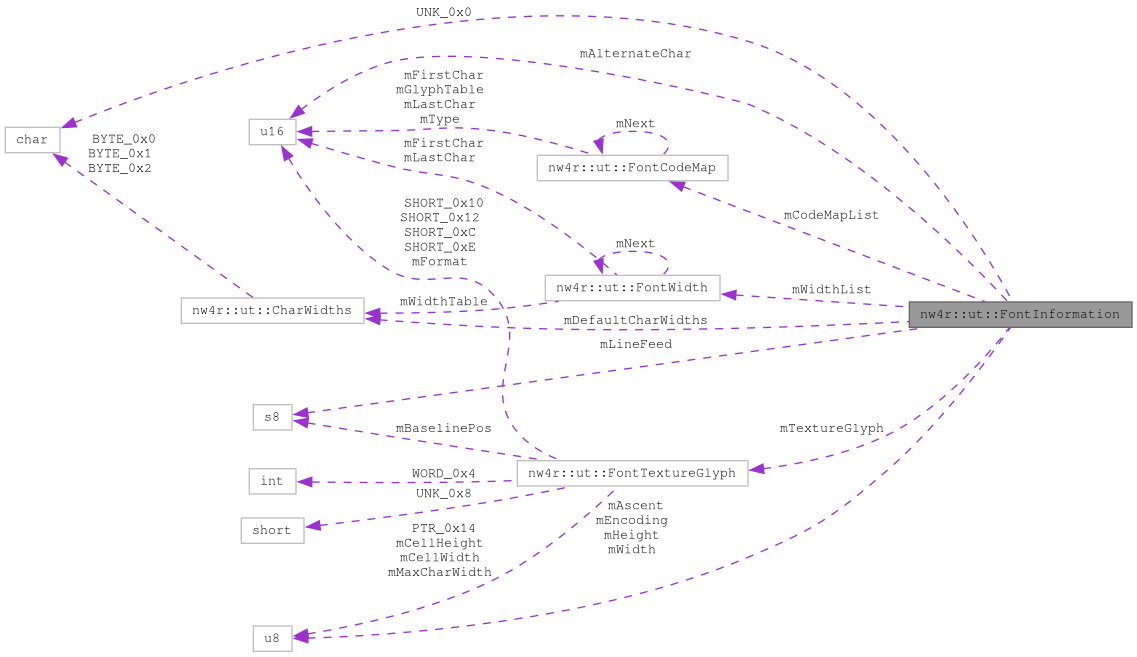 UNK_0x0
mAlternateChar
mFirstChar
mGlyphTable
mLastChar
mType
u16
mNext
char
BYTE_0x0
BYTE_0x1
BYTE_0x2
mFirstChar
mLastChar
nw4r::ut::FontCodeMap
SHORT_0x10
SHORT_0x12
SHORT_0xC
SHORT_0xE
mFormat
mCodeMapList
mNext
nw4r::ut::FontWidth
mWidthList
nw4r::ut::CharWidths
mWidthTable
mDefaultCharWidths
nw4r::ut::FontInformation
mLineFeed
s8
mBaselinePos
mTextureGlyph
int
WORD_0x4
nw4r::ut::FontTextureGlyph
UNK_0x8
short
mAscent
mEncoding
mHeight
mWidth
PTR_0x14
mCellHeight
mCellWidth
mMaxCharWidth
u8